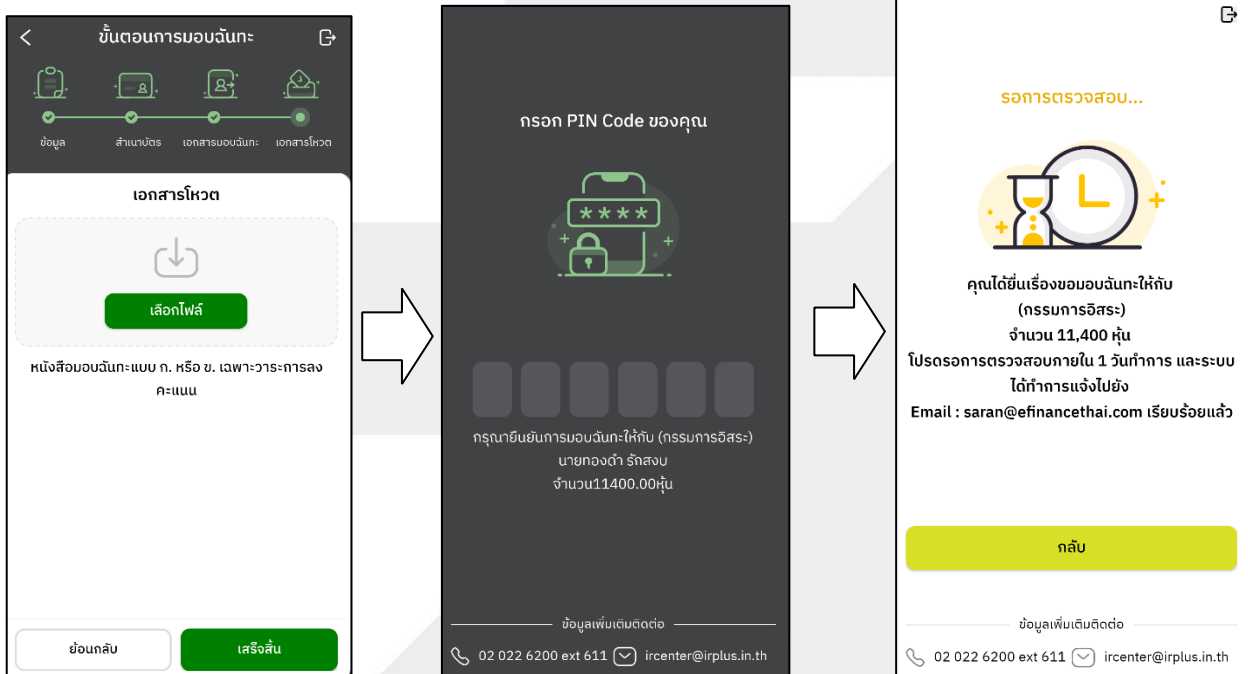 ขั้นตอนการมอบฉันทะ
ข้อมูล
สำเนาบัตร
เอกสารมอบฉันทะ
เอกสารโหวต
เอกสารโหวต
เลือกไฟล์
หนังสือมอบฉันทะแบบ ก. หรือ ข. เฉพาะวาระการลง
คะแนน
ย้อนกลับ
เสร็จสิ้น
กรอก PIN Code ของคุณ
****
กรุณายืนยันการมอบฉันทะให้กับ (กรรมการอิสระ)
นายทองดำ รักสงบ
จำนวน11400.00หุ้น
ข้อมูลเพิ่มเติมติดต่อ
02 022 6200 ext 611 ircenter@irplus.in.th
รอการตรวจสอบ...
คุณได้ยื่นเรื่องขอมอบฉันทะให้กับ
(กรรมการอิสระ)
จำนวน 11,400 หุ้น
โปรดรอการตรวจสอบภายใน 1 วันทำการ และระบบ
ได้ทำการแจ้งไปยัง
Email : saran@efinancethai.com เรียบร้อยแล้ว
กลับ
ข้อมูลเพิ่มเติมติดต่อ
02 022 6200 ext 611 ircenter@irplus.in.th